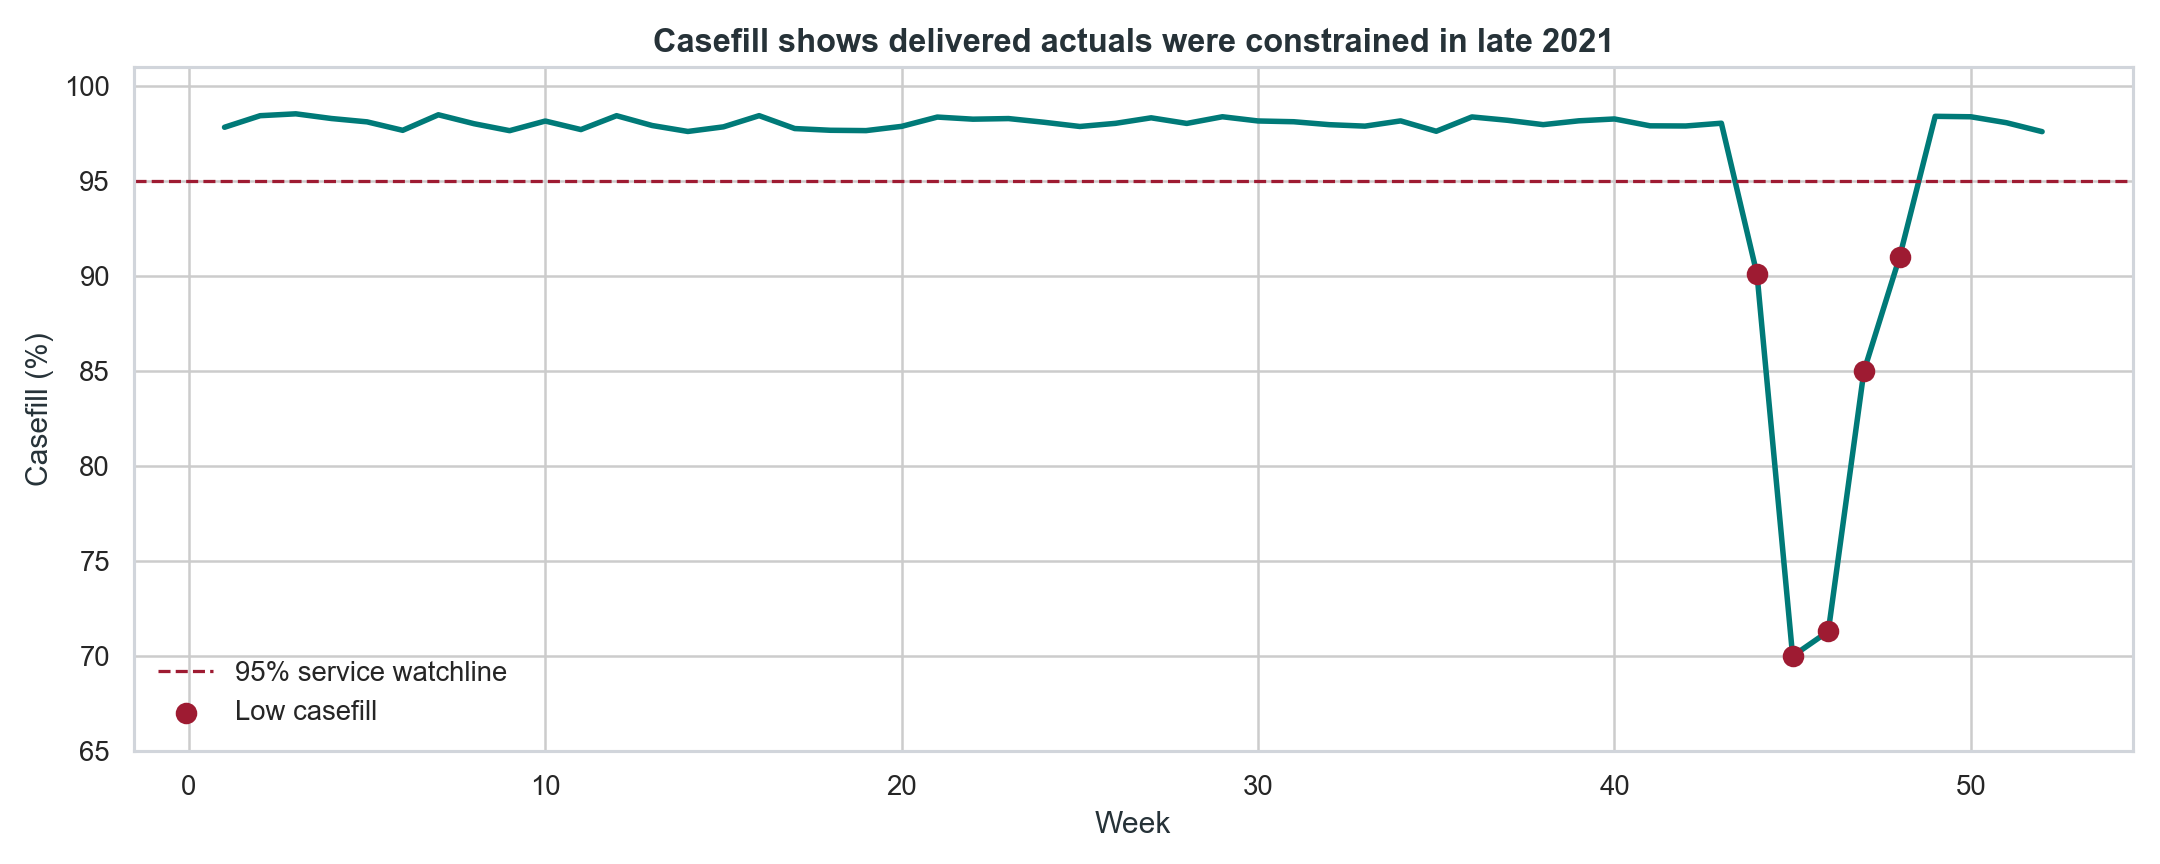 Casefill shows delivered actuals were constrained in late 2021
100
95
90
85
80
75
70
65
Casefill (%)
95% service watchline
Low casefill
0 10 20 30 40 50
Week